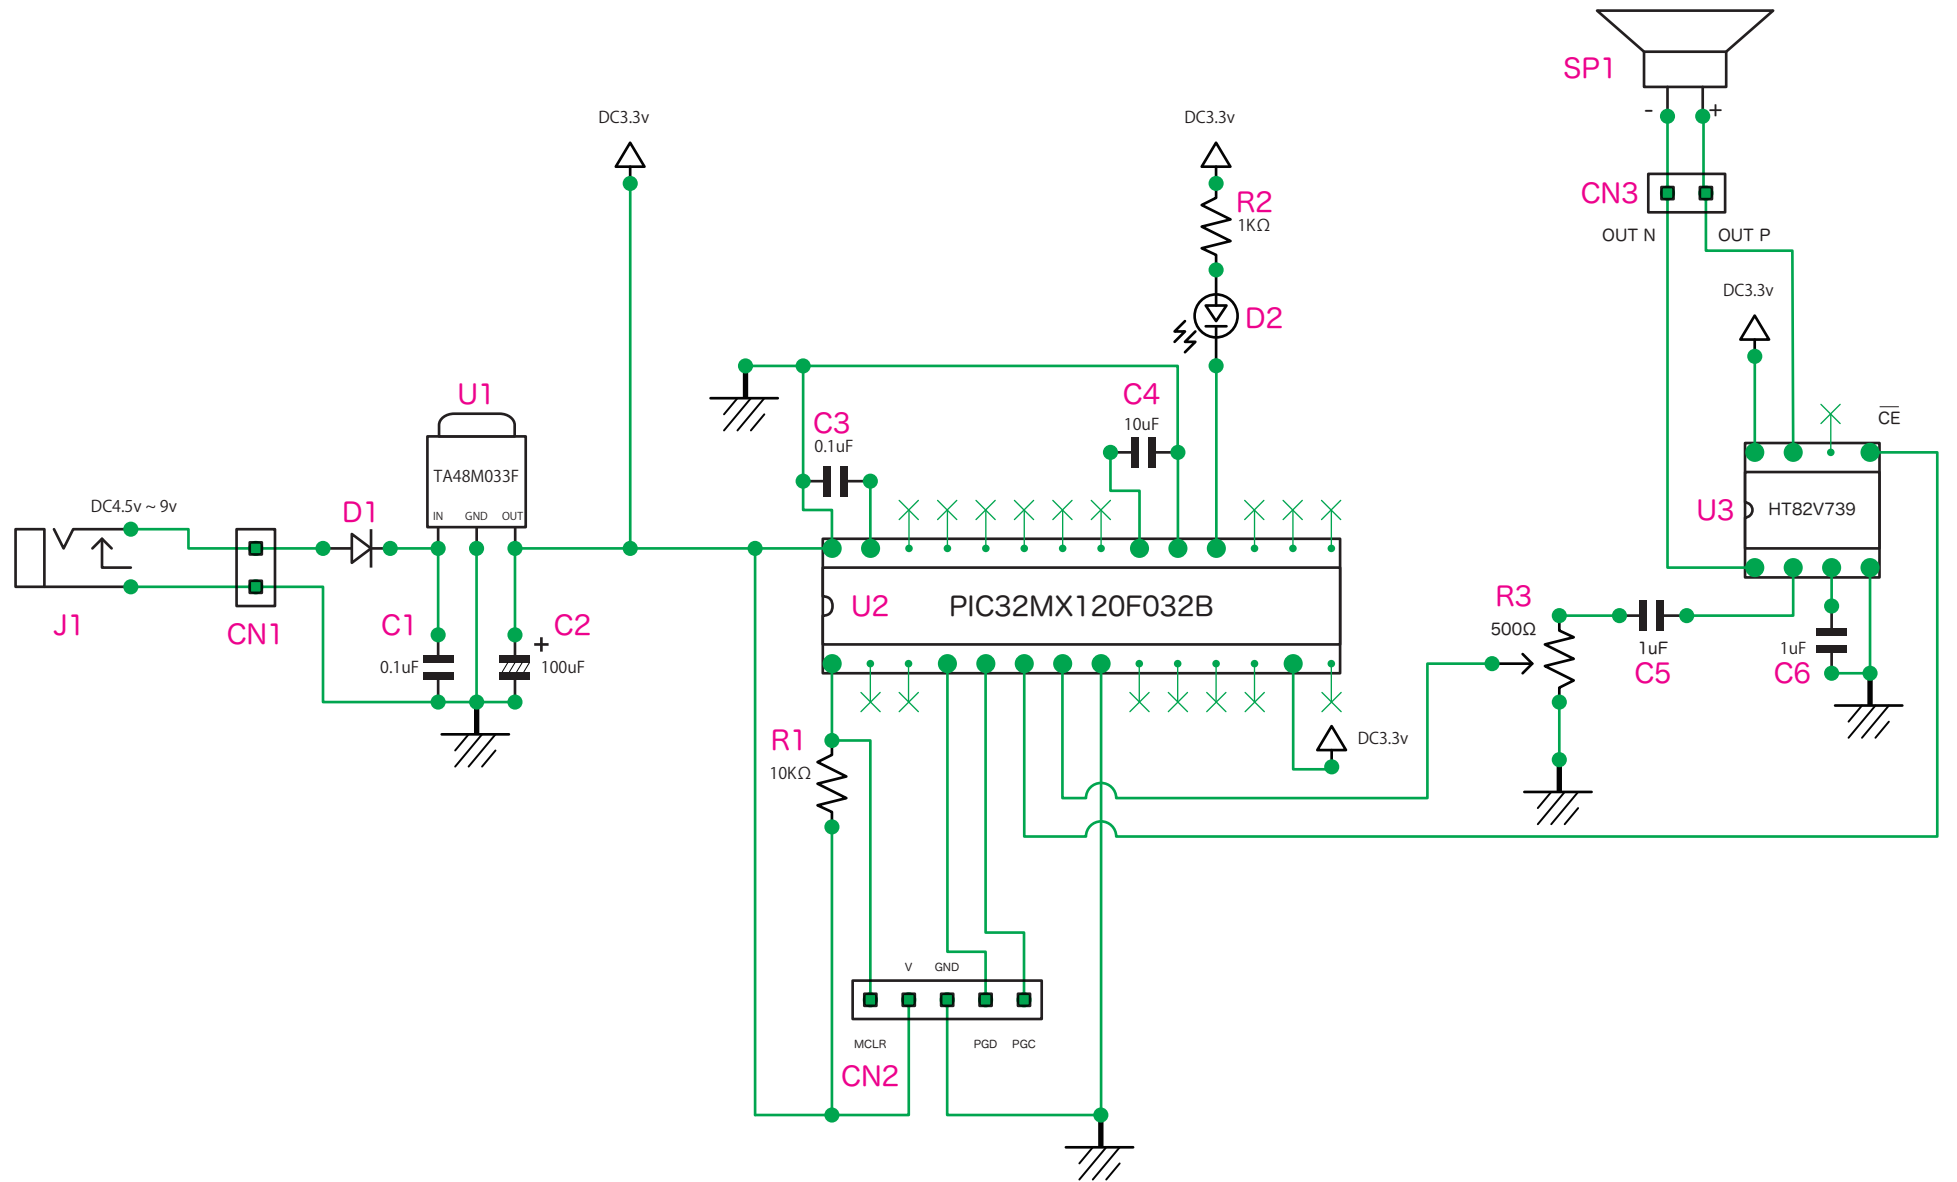 SP1
-
+
DC3.3v
DC3.3v
CN3
R2
1KΩ
OUT N
OUT P
DC3.3v
D2
U1
C3
0.1uF
C4
10uF
CE
TA48M033F
IN
GND
OUT
DC4.5v ~ 9v
D1
U3
HT82V739
J1
CN1
C1
0.1uF
+
C2
100uF
U2
PIC32MX120F032B
R3
500Ω
1uF
C5
1uF
C6
R1
10KΩ
DC3.3v
V
GND
MCLR
PGD
PGC
CN2